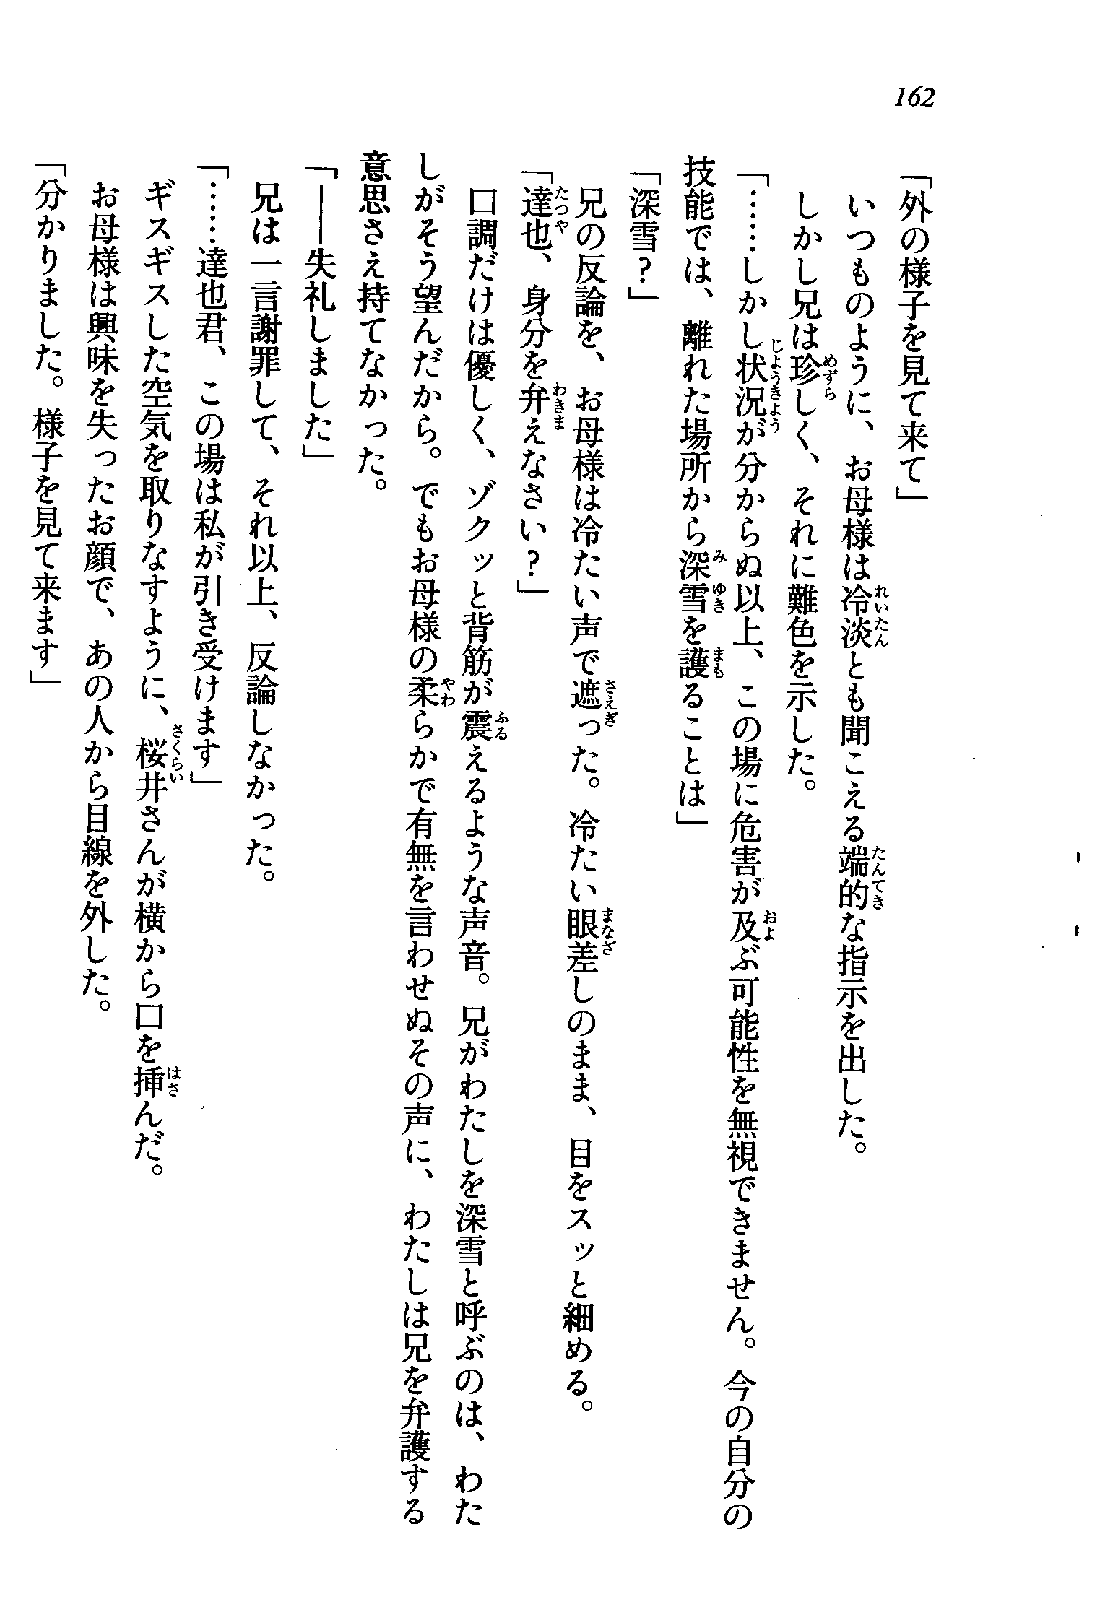 162
「外の様子を見て来て」
いつものように、お母様は冷淡とも聞こえる端的な指示を出した。
しかし兄は珍しく、それに難色を示した。
「……しかし状況が分からぬ以上、この場に危害が及ぶ可能性を無視できません。今の自分の
技能では、離れた場所から深雪を護ることは」
「深雪？」
兄の反論を、お母様は冷たい声で遮った。冷たい眼差しのまま、目をスッと細める。
「達也、身分を弁えなさい？」
口調だけは優しく、ゾクッと背筋が震えるような声音。兄がわたしを深雪と呼ぶのは、わた
しがそう望んだから。でもお母様の柔らかで有無を言わせぬその声に、わたしは兄を弁護する
意思さえ持てなかった。
「――失礼しました」
兄は一言謝罪して、それ以上、反論しなかった。
「……達也君、この場は私が引き受けます」
ギスギスした空気を取りなすように、桜井さんが横から口を挿んだ。
お母様は興味を失ったお顔で、あの人から目線を外した。
「分かりました。様子を見て来ます」